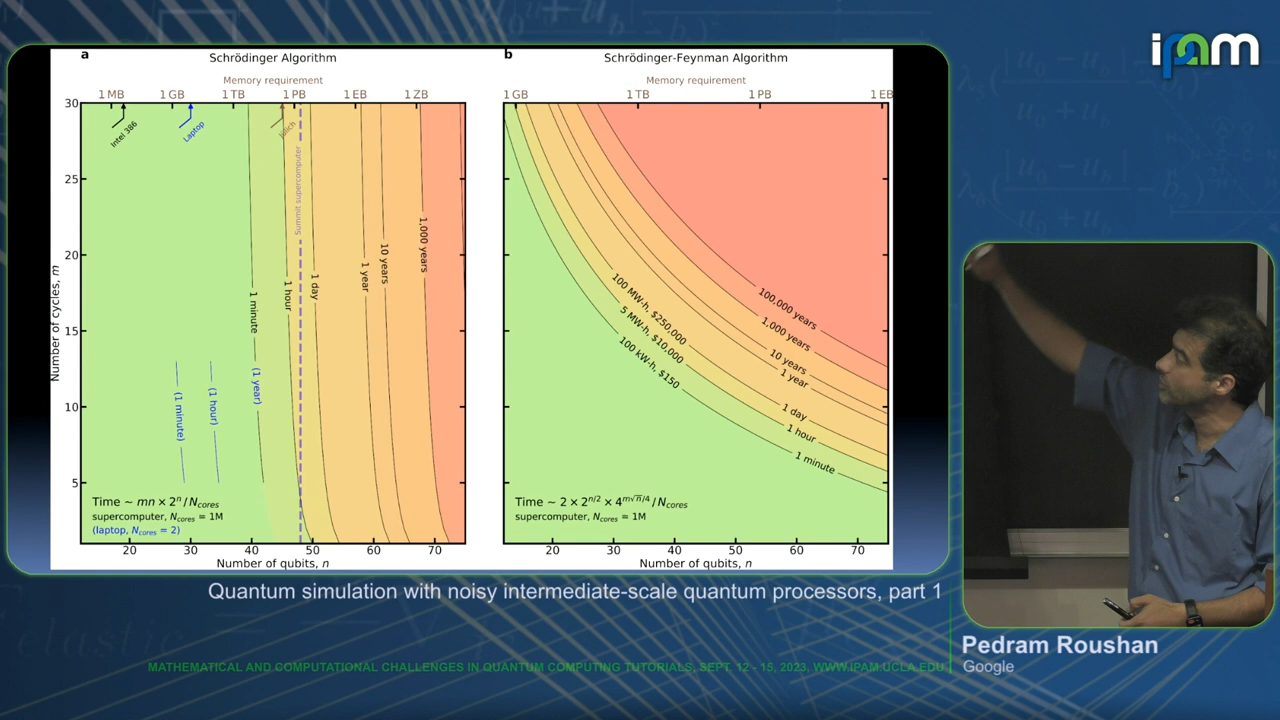 ipam
a
Schrödinger Algorithm
Memory requirement
1 MB 1 GB 1 TB 1 PB 1 EB 1 ZB
30
25
20
15
10
5
Number of cycles, m
Intel 386
Laptop
Jülich
Summit supercomputer
1 minute
1 hour
1 day
1 year
10 years
1,000 years
(1 minute)
(1 hour)
(1 year)
Time ~ mn × 2^n / N_cores
supercomputer, N_cores = 1M
(laptop, N_cores = 2)
20 30 40 50 60 70
Number of qubits, n
b
Schrödinger-Feynman Algorithm
Memory requirement
1 GB 1 TB 1 PB 1 EB
100,000 years
1,000 years
10 years
1 year
1 day
1 hour
1 minute
100 MW-h, $250,000
5 MW-h, $10,000
100 kW-h, $150
Time ~ 2 × 2^{n/2} × 4^{m√n/4} / N_cores
supercomputer, N_cores = 1M
20 30 40 50 60 70
Number of qubits, n
Quantum simulation with noisy intermediate-scale quantum processors, part 1
Pedram Roushan
Google
MATHEMATICAL AND COMPUTATIONAL CHALLENGES IN QUANTUM COMPUTING TUTORIALS, SEPT. 12 - 15, 2023, WWW.IPAM.UCLA.EDU
elastic